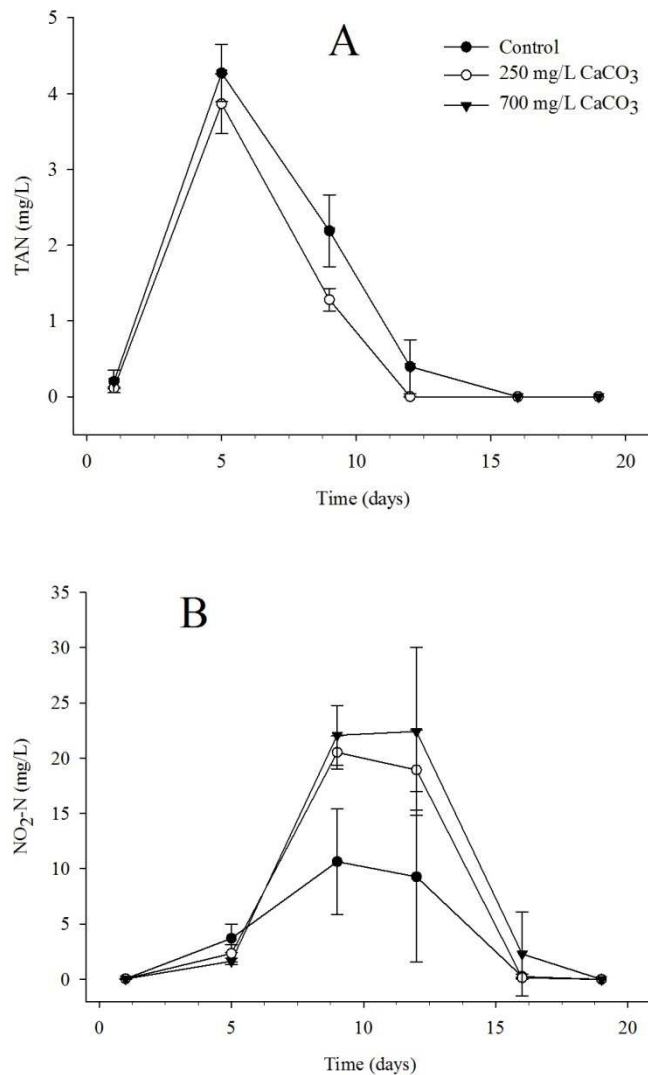 A
Control
250 mg/L CaCO3
700 mg/L CaCO3
5
4
3
2
1
0
TAN (mg/L)
0 5 10 15 20
Time (days)
B
35
30
25
20
15
10
5
0
NO2-N (mg/L)
0 5 10 15 20
Time (days)